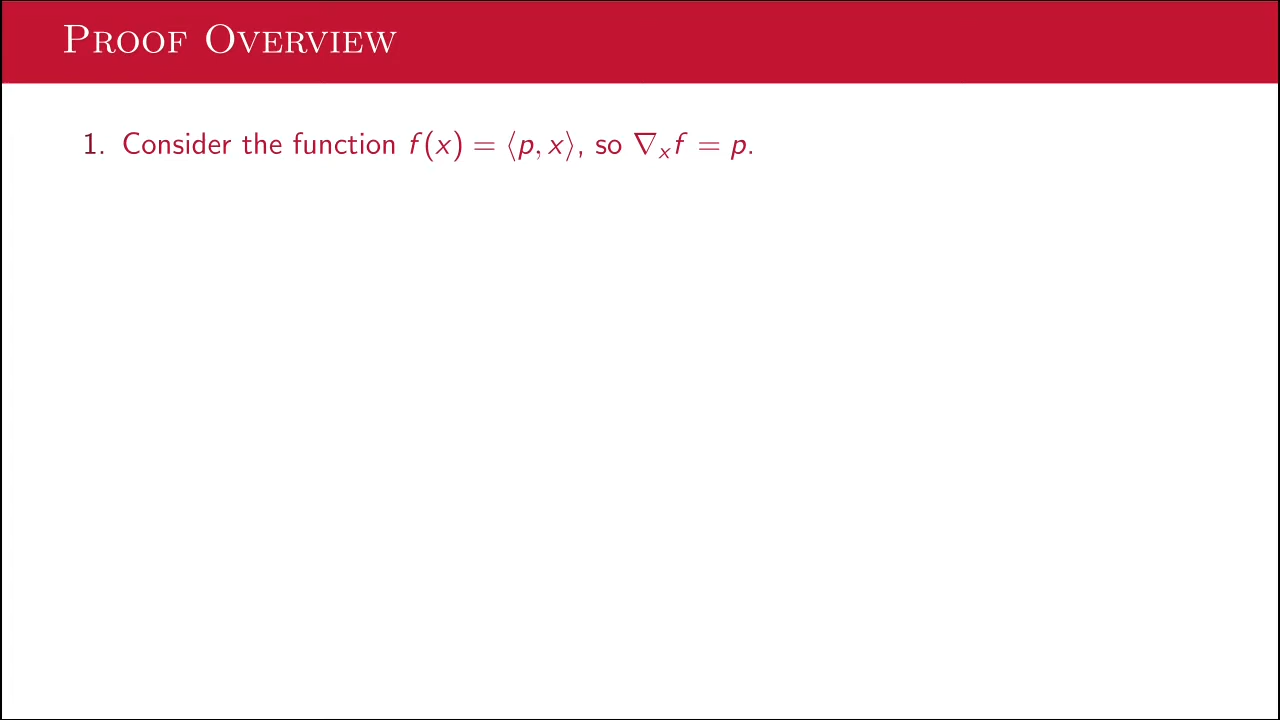 Proof Overview
1. Consider the function f(x) = ⟨p, x⟩, so ∇ₓf = p.